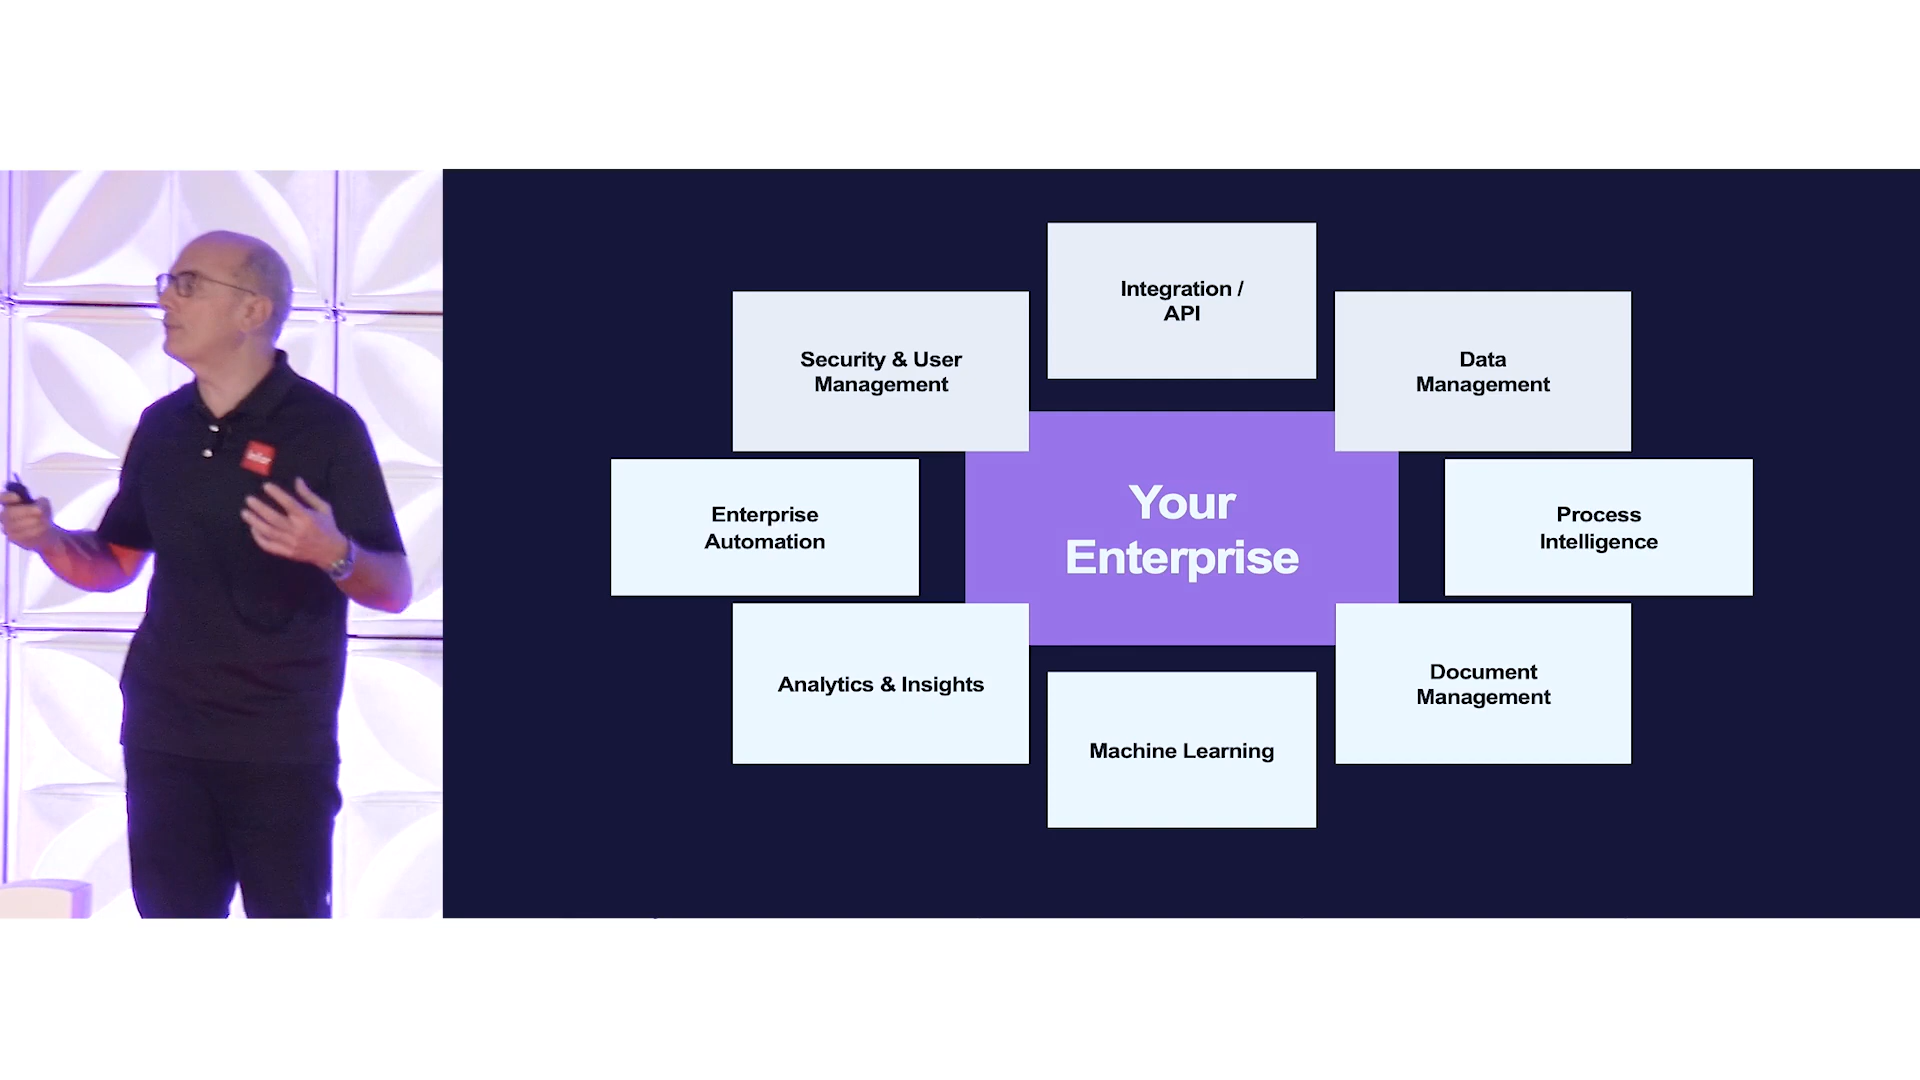 Integration /
API
Security & User
Management
Data
Management
Enterprise
Automation
Your
Enterprise
Process
Intelligence
Analytics & Insights
Document
Management
Machine Learning
infor